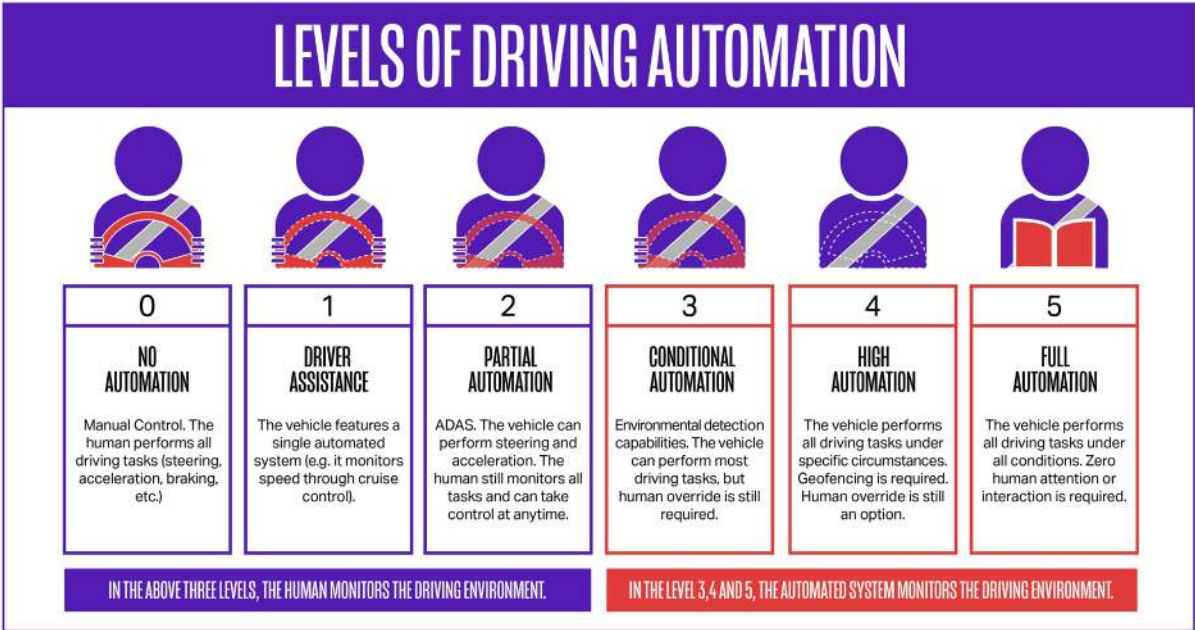 LEVELS OF DRIVING AUTOMATION
0
NO
AUTOMATION
Manual Control. The
human performs all
driving tasks (steering,
acceleration, braking,
etc.)
1
DRIVER
ASSISTANCE
The vehicle features a
single automated
system (e.g. it monitors
speed through cruise
control).
2
PARTIAL
AUTOMATION
ADAS. The vehicle can
perform steering and
acceleration. The
human still monitors all
tasks and can take
control at anytime.
3
CONDITIONAL
AUTOMATION
Environmental detection
capabilities. The vehicle
can perform most
driving tasks, but
human override is still
required.
4
HIGH
AUTOMATION
The vehicle performs
all driving tasks under
specific circumstances.
Geofencing is required.
Human override is still
an option.
5
FULL
AUTOMATION
The vehicle performs
all driving tasks under
all conditions. Zero
human attention or
interaction is required.
IN THE ABOVE THREE LEVELS, THE HUMAN MONITORS THE DRIVING ENVIRONMENT.
IN THE LEVEL 3,4 AND 5, THE AUTOMATED SYSTEM MONITORS THE DRIVING ENVIRONMENT.